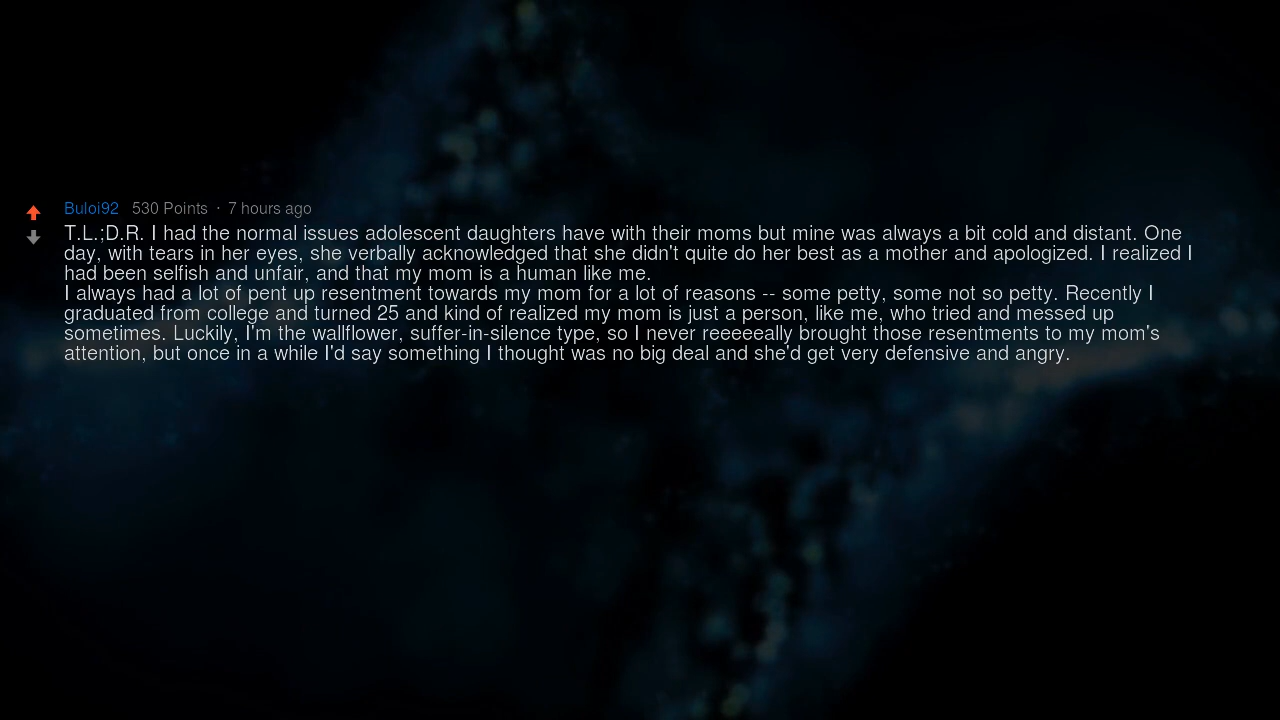 Buloi92 530 Points · 7 hours ago
T.L.;D.R. I had the normal issues adolescent daughters have with their moms but mine was always a bit cold and distant. One
day, with tears in her eyes, she verbally acknowledged that she didn't quite do her best as a mother and apologized. I realized I
had been selfish and unfair, and that my mom is a human like me.
I always had a lot of pent up resentment towards my mom for a lot of reasons -- some petty, some not so petty. Recently I
graduated from college and turned 25 and kind of realized my mom is just a person, like me, who tried and messed up
sometimes. Luckily, I'm the wallflower, suffer-in-silence type, so I never reeeeeally brought those resentments to my mom's
attention, but once in a while I'd say something I thought was no big deal and she'd get very defensive and angry.